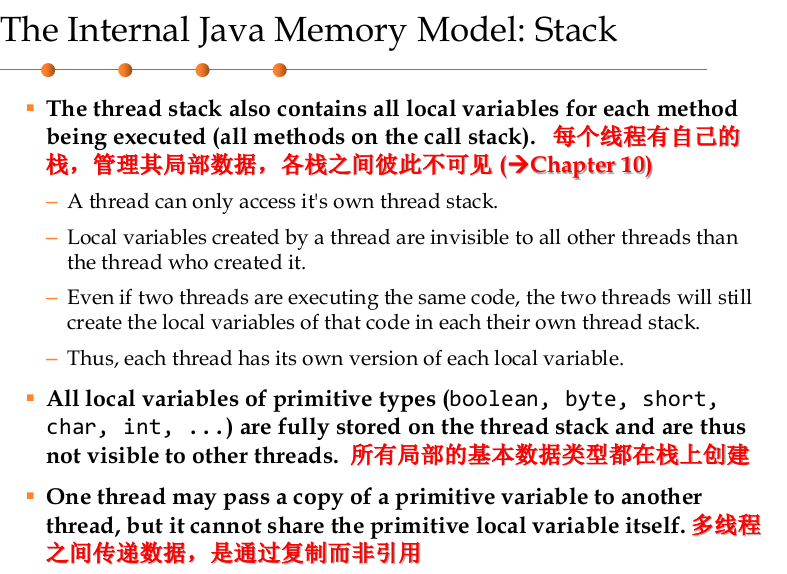 The Internal Java Memory Model: Stack
▪ The thread stack also contains all local variables for each method
being executed (all methods on the call stack). 每个线程有自己的
栈，管理其局部数据，各栈之间彼此不可见 (→Chapter 10)
– A thread can only access it's own thread stack.
– Local variables created by a thread are invisible to all other threads than
the thread who created it.
– Even if two threads are executing the same code, the two threads will still
create the local variables of that code in each their own thread stack.
– Thus, each thread has its own version of each local variable.
▪ All local variables of primitive types (boolean, byte, short,
char, int, ...) are fully stored on the thread stack and are thus
not visible to other threads. 所有局部的基本数据类型都在栈上创建
▪ One thread may pass a copy of a primitive variable to another
thread, but it cannot share the primitive local variable itself. 多线程
之间传递数据，是通过复制而非引用